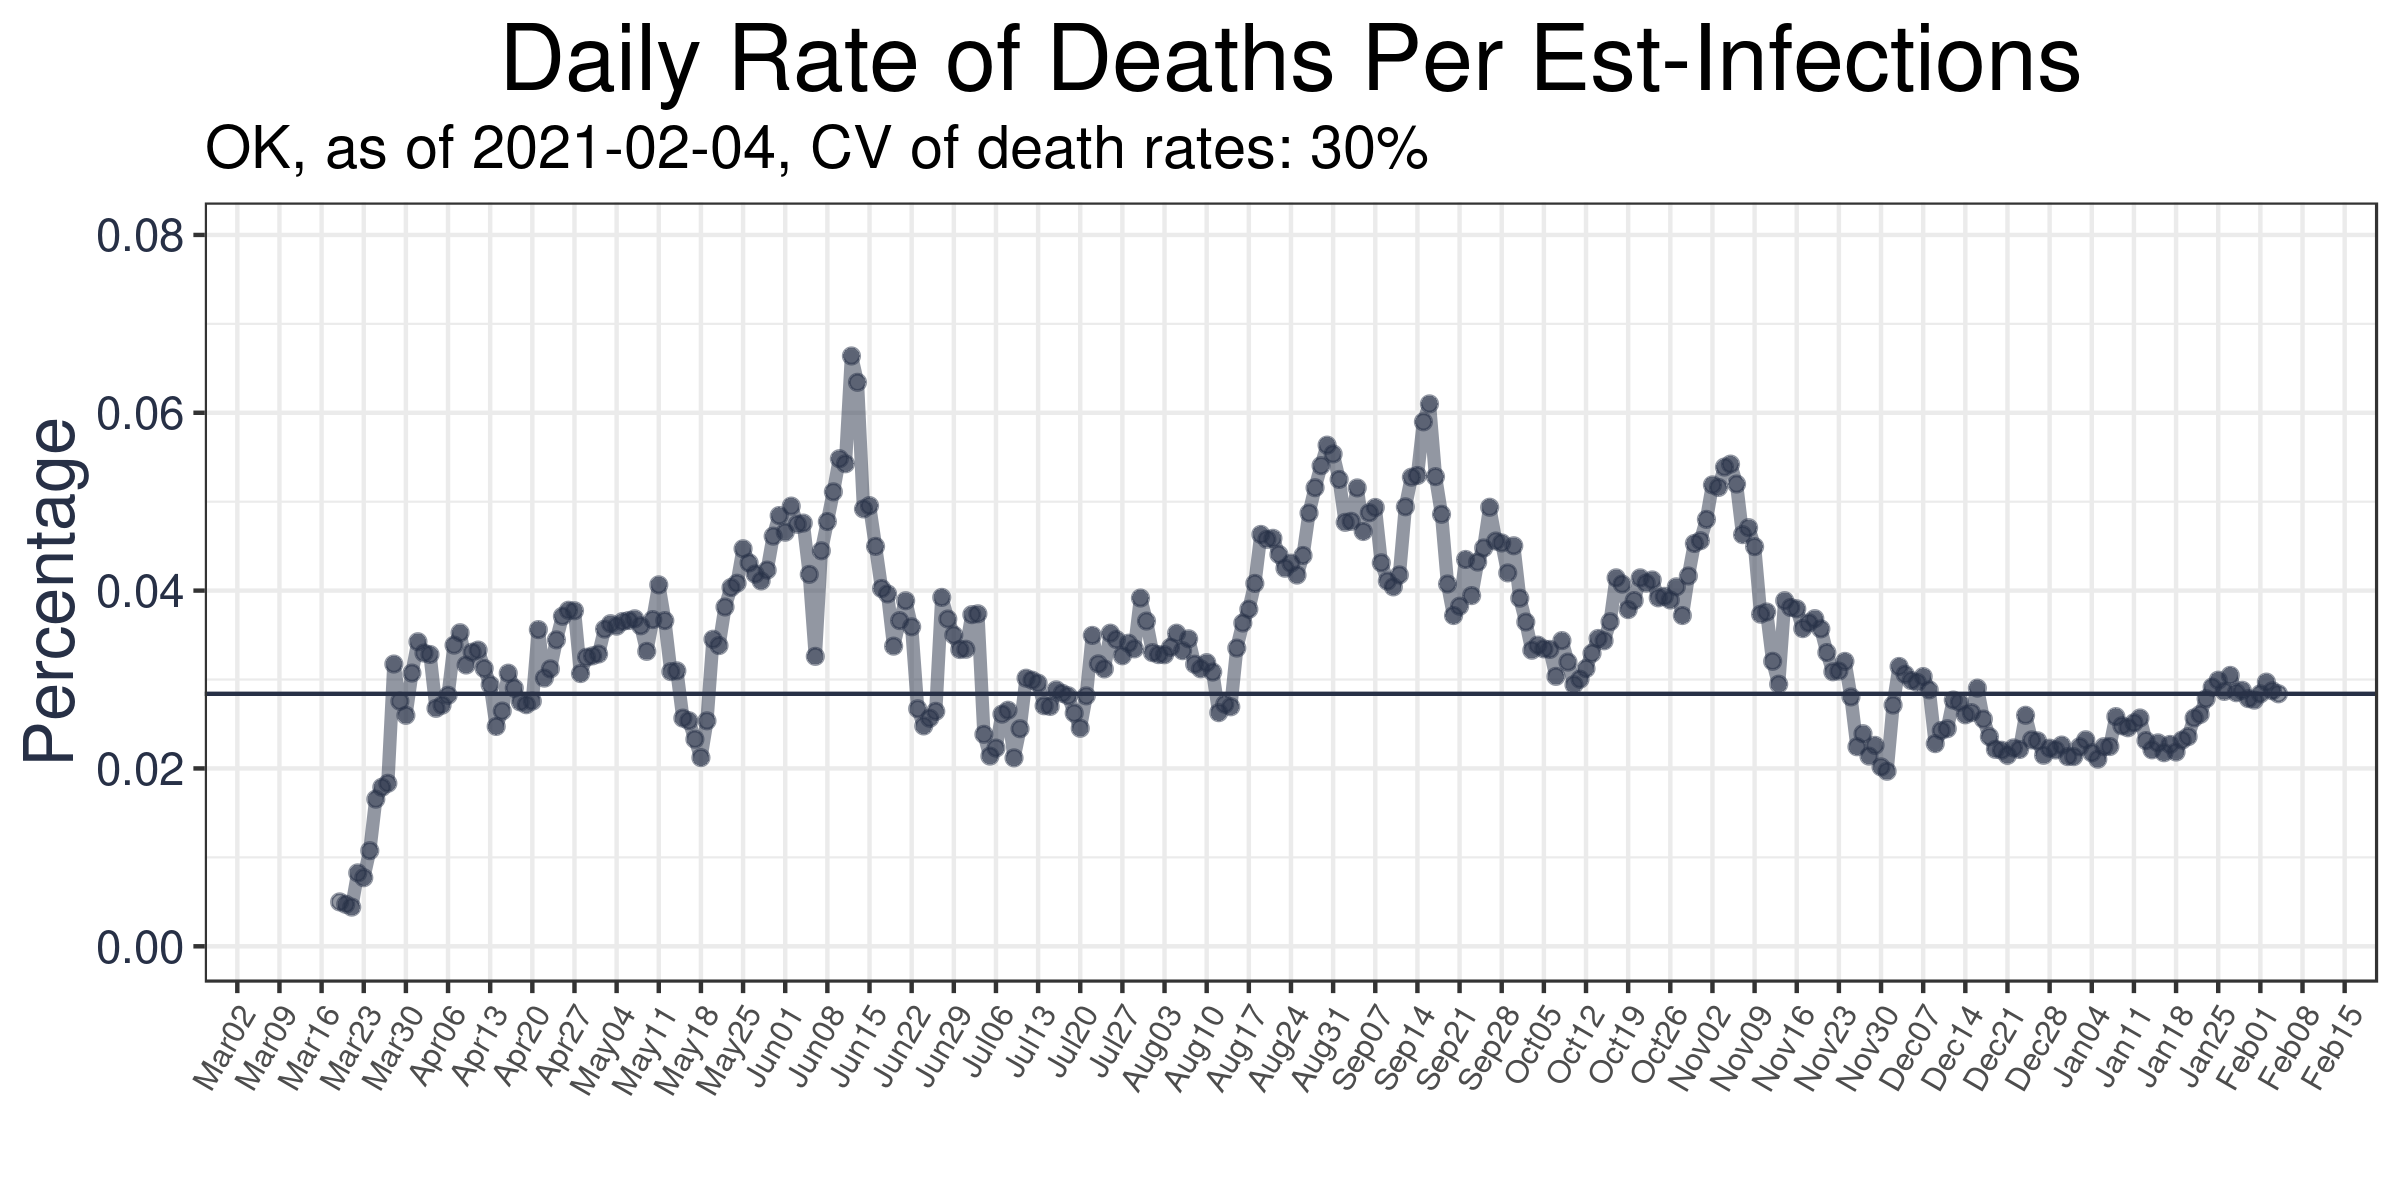 Daily Rate of Deaths Per Est-Infections
OK, as of 2021-02-04, CV of death rates: 30%
Percentage
0.08
0.06
0.04
0.02
0.00
Mar02 Mar09 Mar16 Mar23 Mar30 Apr06 Apr13 Apr20 Apr27 May04 May11 May18 May25 Jun01 Jun08 Jun15 Jun22 Jun29 Jul06 Jul13 Jul20 Jul27 Aug03 Aug10 Aug17 Aug24 Aug31 Sep07 Sep14 Sep21 Sep28 Oct05 Oct12 Oct19 Oct26 Nov02 Nov09 Nov16 Nov23 Nov30 Dec07 Dec14 Dec21 Dec28 Jan04 Jan11 Jan18 Jan25 Feb01 Feb08 Feb15